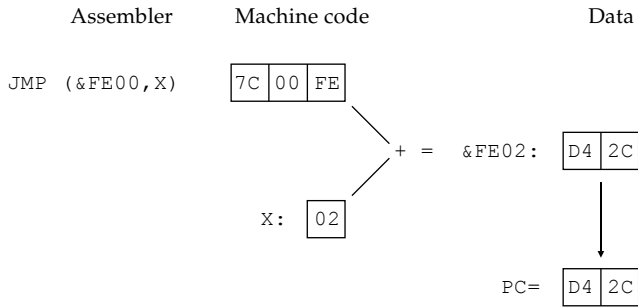 Assembler Machine code Data
JMP (&FE00,X) 7C 00 FE
+ = &FE02: D4 2C
X: 02
PC= D4 2C